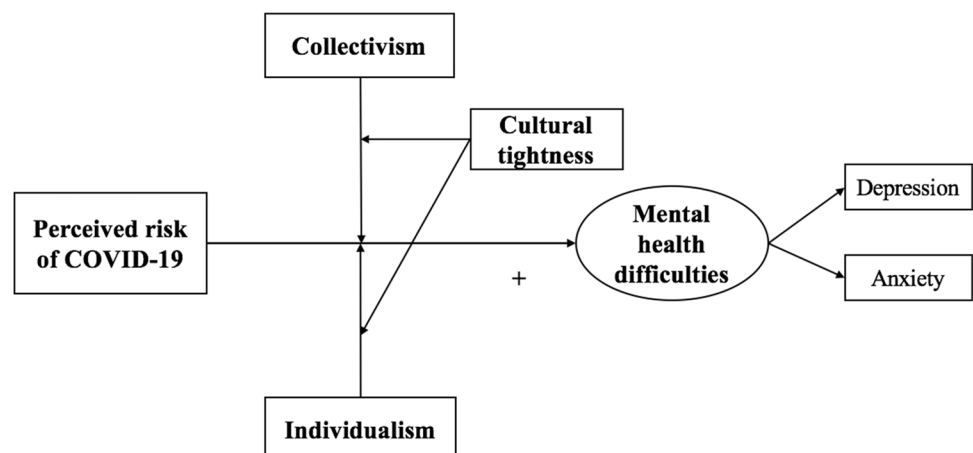 Collectivism
Cultural
tightness
Perceived risk
of COVID-19
Mental
health
difficulties
+
Depression
Anxiety
Individualism